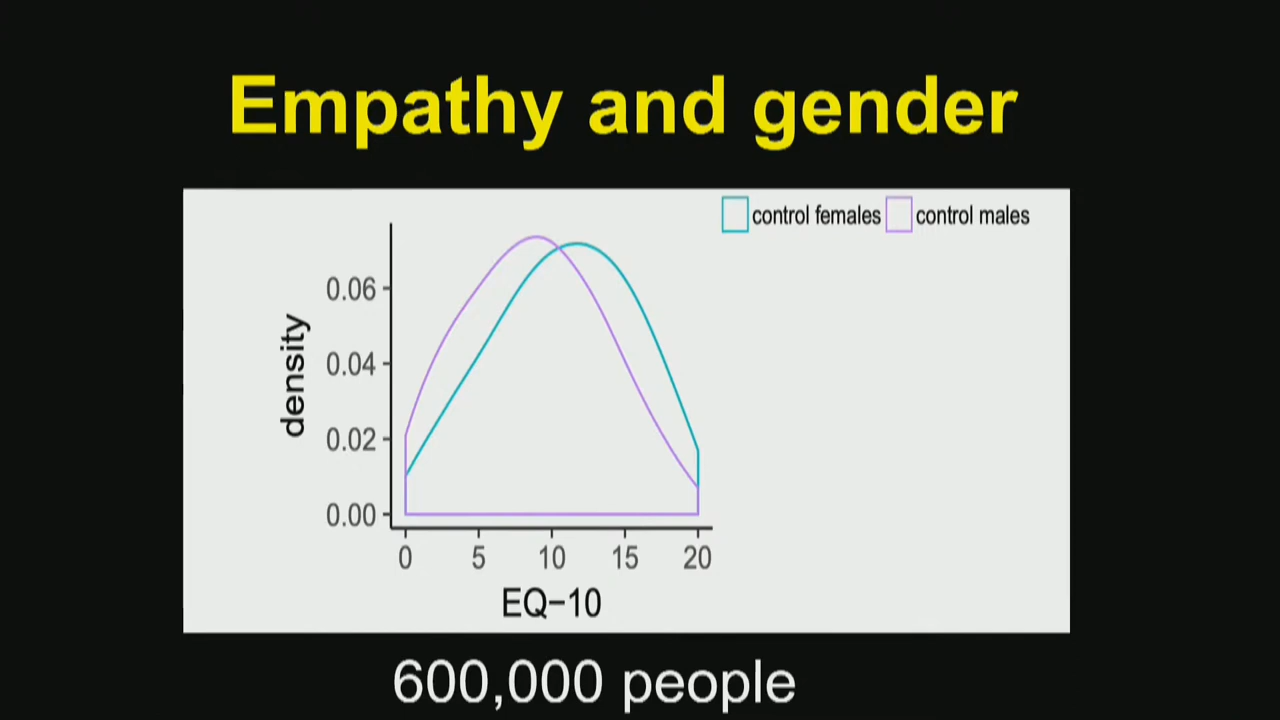 Empathy and gender
control females control males
density
0.06
0.04
0.02
0.00
0 5 10 15 20
EQ−10
600,000 people